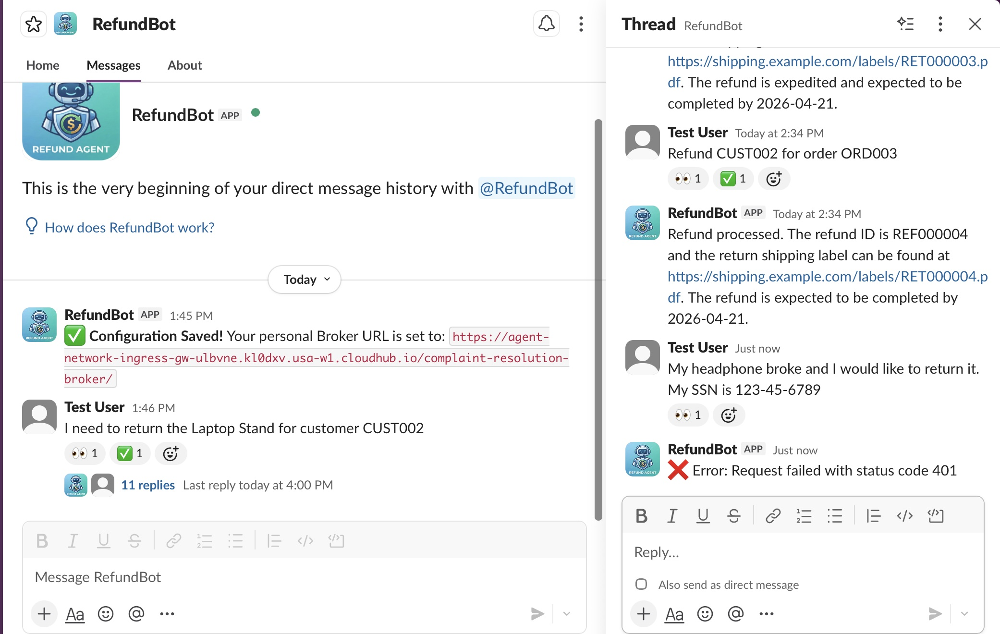 RefundBot
Home Messages About
REFUND AGENT
RefundBot APP
This is the very beginning of your direct message history with @RefundBot
How does RefundBot work?
Today
RefundBot APP 1:45 PM
Configuration Saved! Your personal Broker URL is set to: https://agent-
network-ingress-gw-ulbvne.kl0dxv.usa-w1.cloudhub.io/complaint-resolution-
broker/
Test User 1:46 PM
I need to return the Laptop Stand for customer CUST002
1 1
11 replies Last reply today at 4:00 PM
Message RefundBot
Aa
Thread RefundBot
https://shipping.example.com/labels/RET000003.p
df. The refund is expedited and expected to be
completed by 2026-04-21.
Test User Today at 2:34 PM
Refund CUST002 for order ORD003
1 1
RefundBot APP Today at 2:34 PM
REFUND AGENT
Refund processed. The refund ID is REF000004
and the return shipping label can be found at
https://shipping.example.com/labels/RET000004.p
df. The refund is expected to be completed by
2026-04-21.
Test User Just now
My headphone broke and I would like to return it.
My SSN is 123-45-6789
1
RefundBot APP Just now
REFUND AGENT
Error: Request failed with status code 401
Reply...
Also send as direct message
Aa